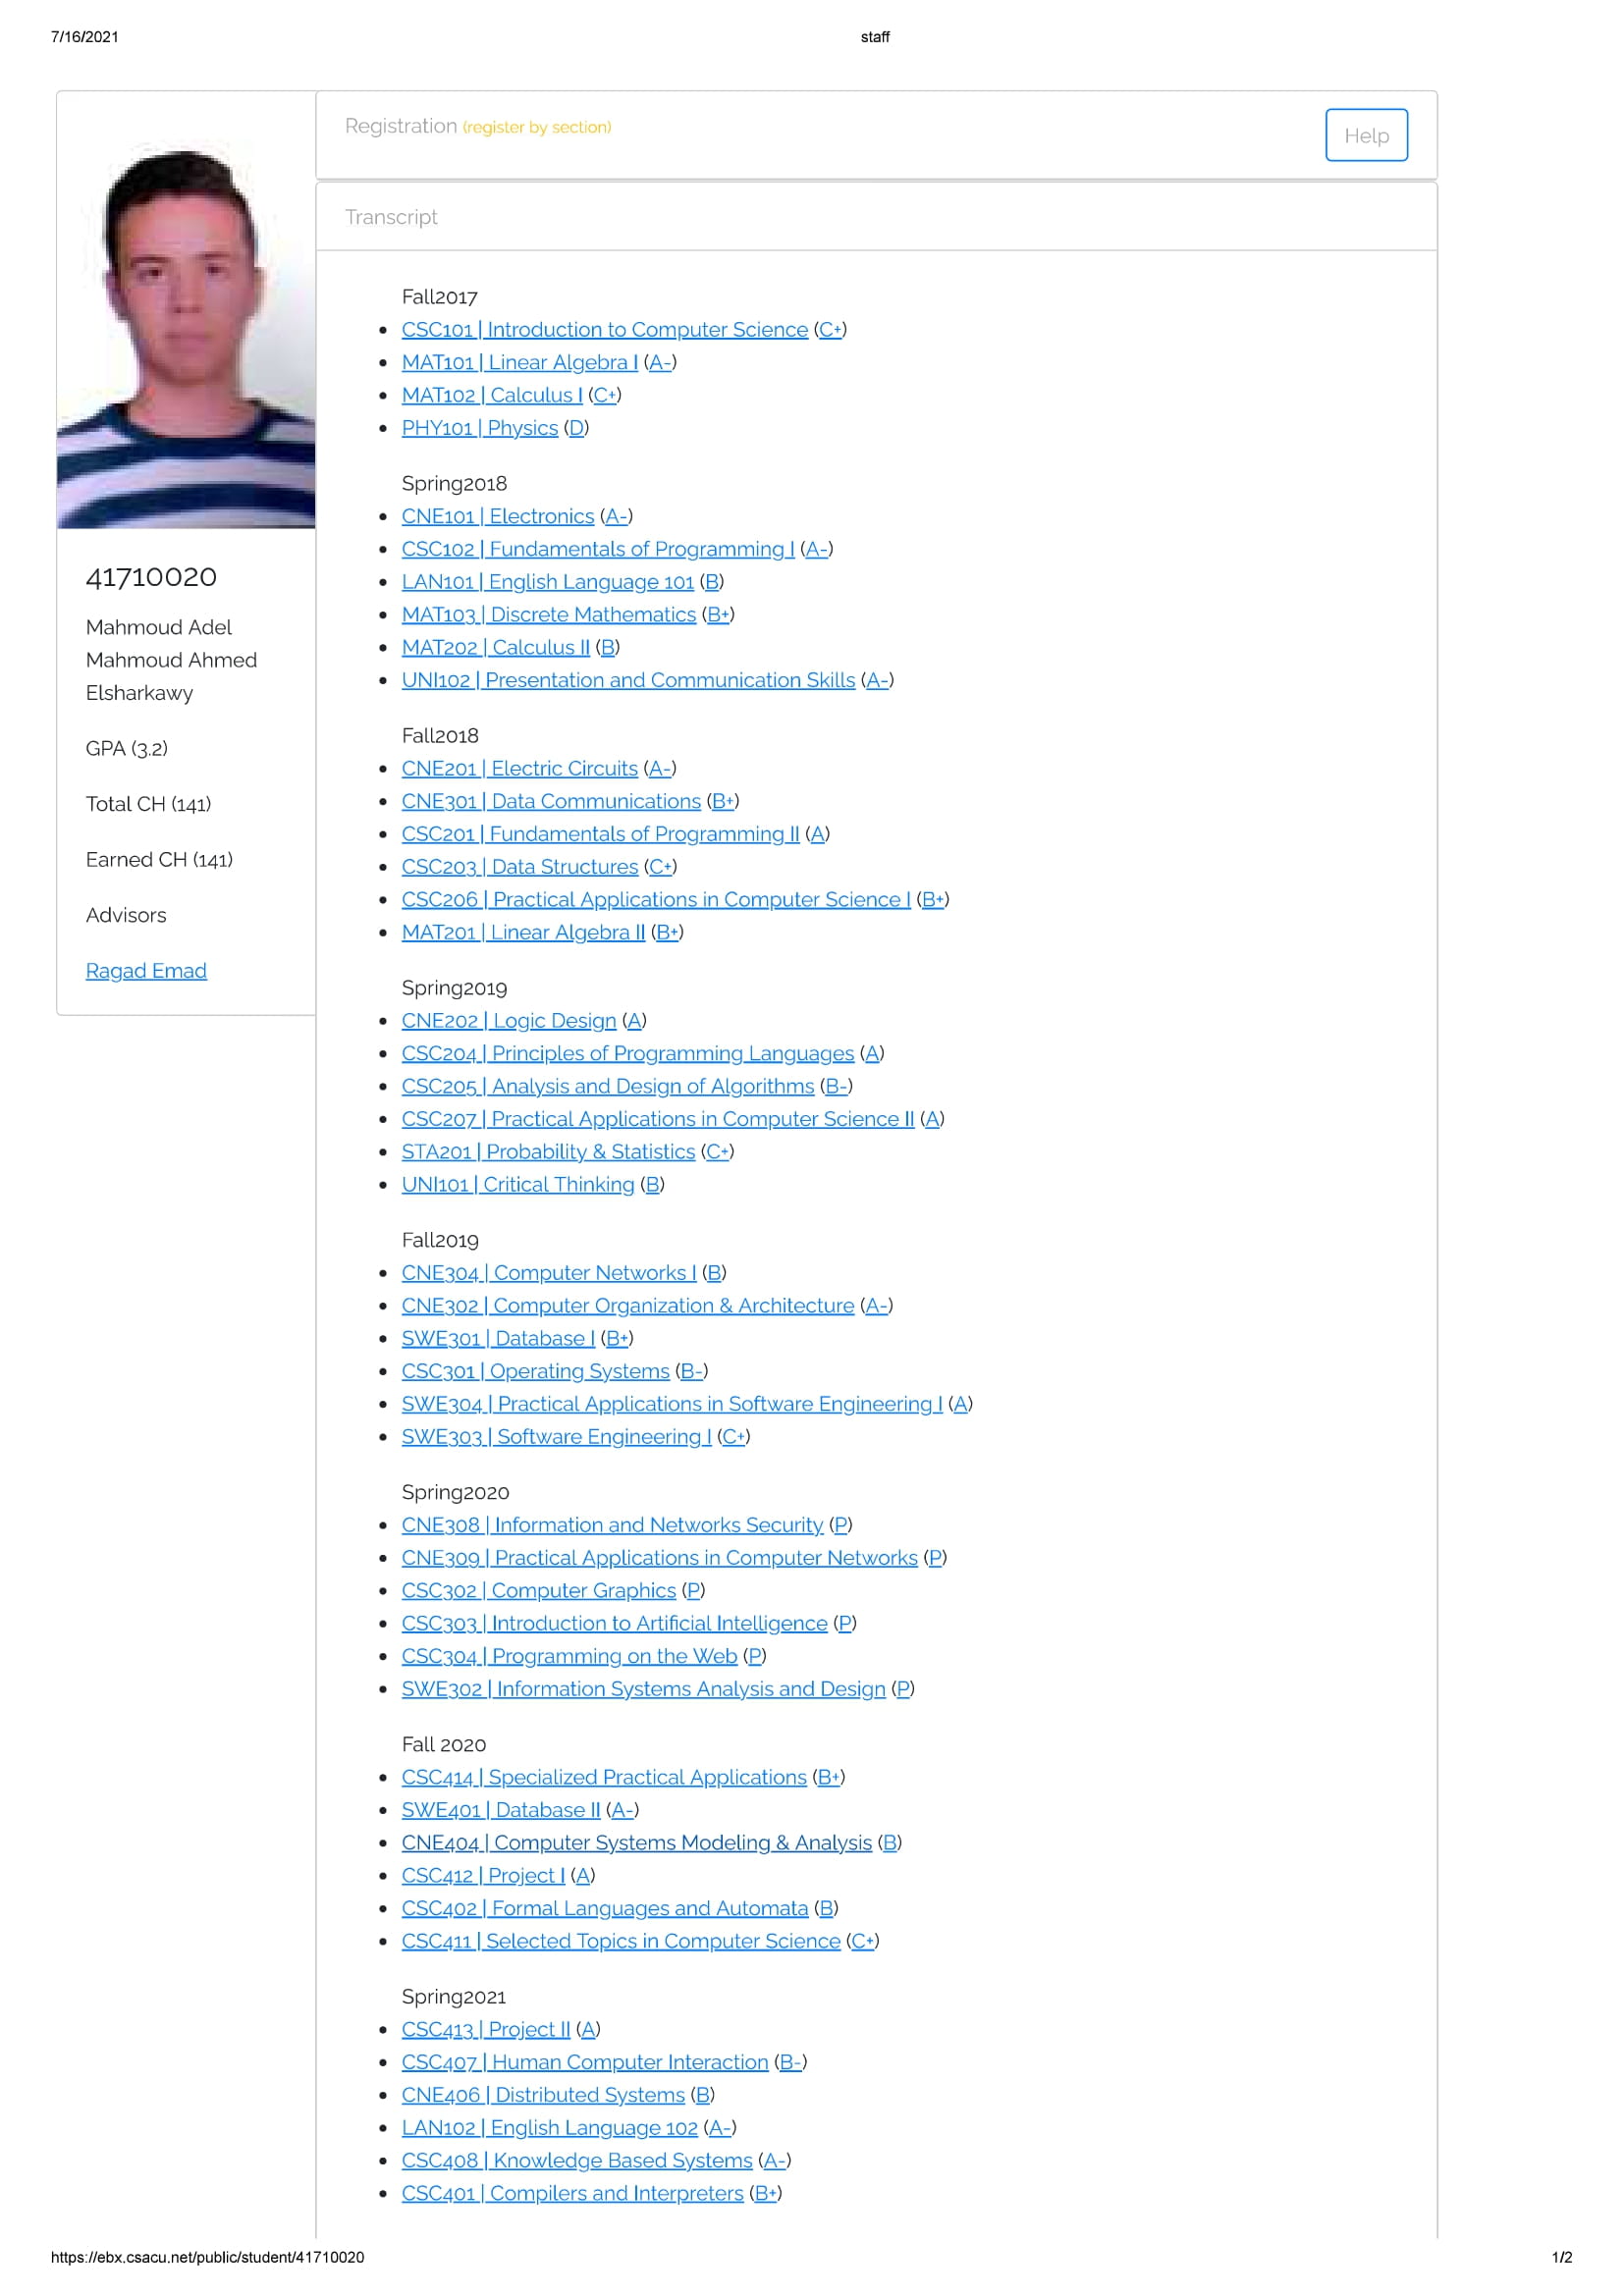 7/16/2021
staff
Registration (register by section)
Help
Transcript
41710020
Mahmoud Adel
Mahmoud Ahmed
Elsharkawy
GPA (3.2)
Total CH (141)
Earned CH (141)
Advisors
Ragad Emad
Fall2017
CSC101 | Introduction to Computer Science (C+)
MAT101 | Linear Algebra I (A-)
MAT102 | Calculus I (C+)
PHY101 | Physics (D)
Spring2018
CNE101 | Electronics (A-)
CSC102 | Fundamentals of Programming I (A-)
LAN101 | English Language 101 (B)
MAT103 | Discrete Mathematics (B+)
MAT202 | Calculus II (B)
UNI102 | Presentation and Communication Skills (A-)
Fall2018
CNE201 | Electric Circuits (A-)
CNE301 | Data Communications (B+)
CSC201 | Fundamentals of Programming II (A)
CSC203 | Data Structures (C+)
CSC206 | Practical Applications in Computer Science I (B+)
MAT201 | Linear Algebra II (B+)
Spring2019
CNE202 | Logic Design (A)
CSC204 | Principles of Programming Languages (A)
CSC205 | Analysis and Design of Algorithms (B-)
CSC207 | Practical Applications in Computer Science II (A)
STA201 | Probability & Statistics (C+)
UNI101 | Critical Thinking (B)
Fall2019
CNE304 | Computer Networks I (B)
CNE302 | Computer Organization & Architecture (A-)
SWE301 | Database I (B+)
CSC301 | Operating Systems (B-)
SWE304 | Practical Applications in Software Engineering I (A)
SWE303 | Software Engineering I (C+)
Spring2020
CNE308 | Information and Networks Security (P)
CNE309 | Practical Applications in Computer Networks (P)
CSC302 | Computer Graphics (P)
CSC303 | Introduction to Artificial Intelligence (P)
CSC304 | Programming on the Web (P)
SWE302 | Information Systems Analysis and Design (P)
Fall 2020
CSC414 | Specialized Practical Applications (B+)
SWE401 | Database II (A-)
CNE404 | Computer Systems Modeling & Analysis (B)
CSC412 | Project I (A)
CSC402 | Formal Languages and Automata (B)
CSC411 | Selected Topics in Computer Science (C+)
Spring2021
CSC413 | Project II (A)
CSC407 | Human Computer Interaction (B-)
CNE406 | Distributed Systems (B)
LAN102 | English Language 102 (A-)
CSC408 | Knowledge Based Systems (A-)
CSC401 | Compilers and Interpreters (B+)
https://ebx.csacu.net/public/student/41710020
1/2